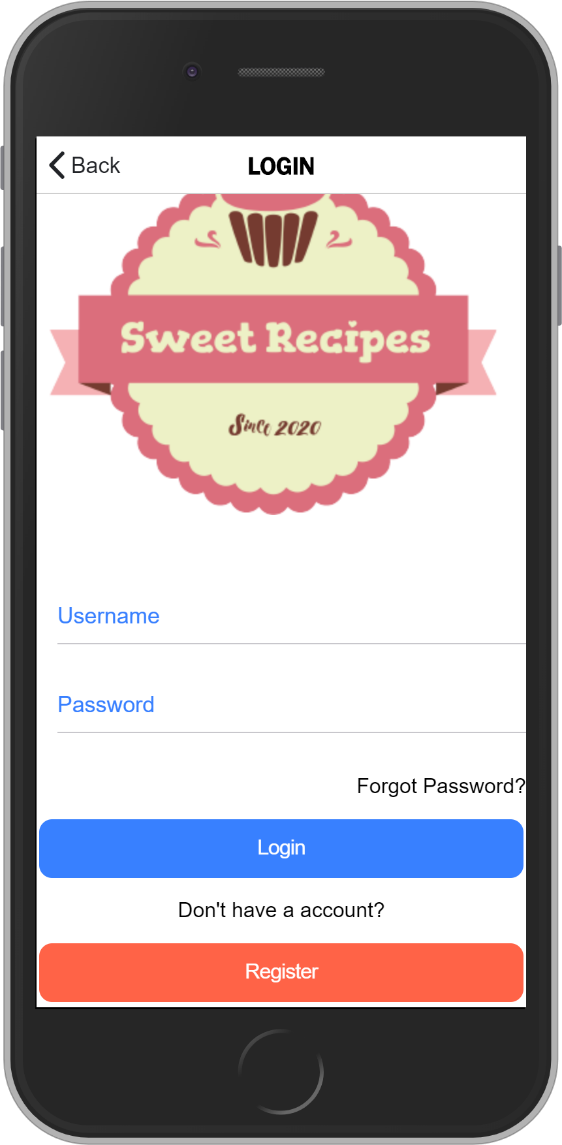 Back
LOGIN
Sweet Recipes
Since 2020
Username
Password
Forgot Password?
Login
Don't have a account?
Register